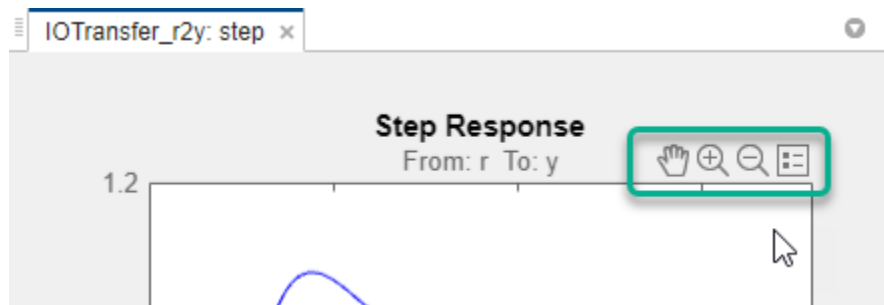 IOTransfer_r2y: step
Step Response
From: r To: y
1.2